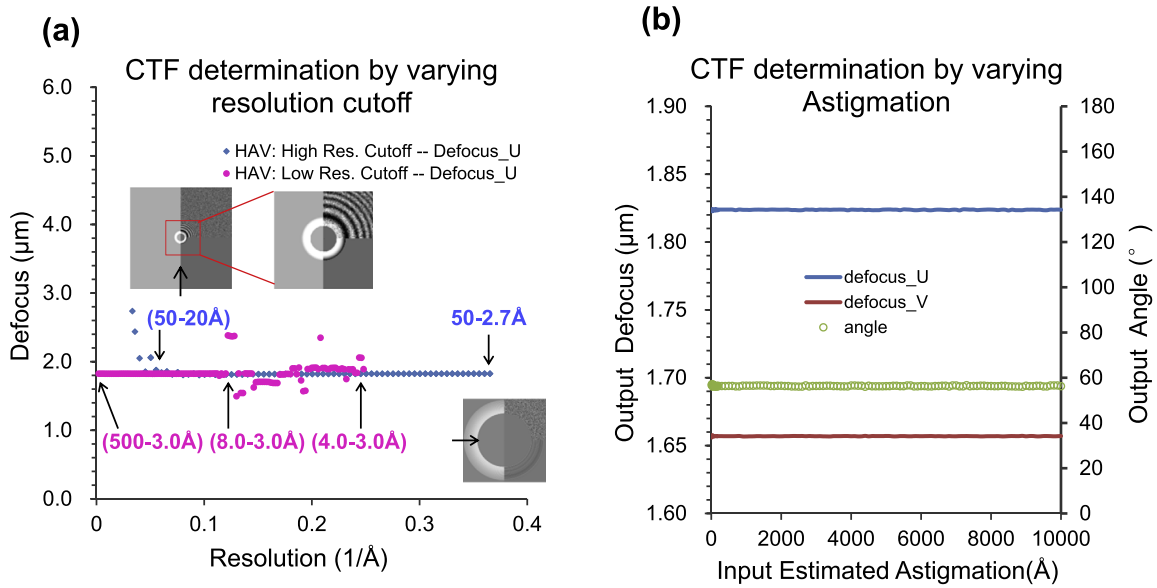 (a)
CTF determination by varying
resolution cutoff
6.0
5.0
4.0
3.0
2.0
1.0
0.0
Defocus (μm)
HAV: High Res. Cutoff -- Defocus_U
HAV: Low Res. Cutoff -- Defocus_U
(50-20Å)
50-2.7Å
(500-3.0Å)
(8.0-3.0Å)
(4.0-3.0Å)
0
0.1
0.2
0.3
0.4
Resolution (1/Å)
(b)
CTF determination by varying
Astigmation
1.90
1.85
1.80
1.75
1.70
1.65
1.60
Output Defocus (μm)
defocus_U
defocus_V
angle
180
160
140
120
100
80
60
40
20
0
Output Angle (°)
0
2000
4000
6000
8000
10000
Input Estimated Astigmation(Å)